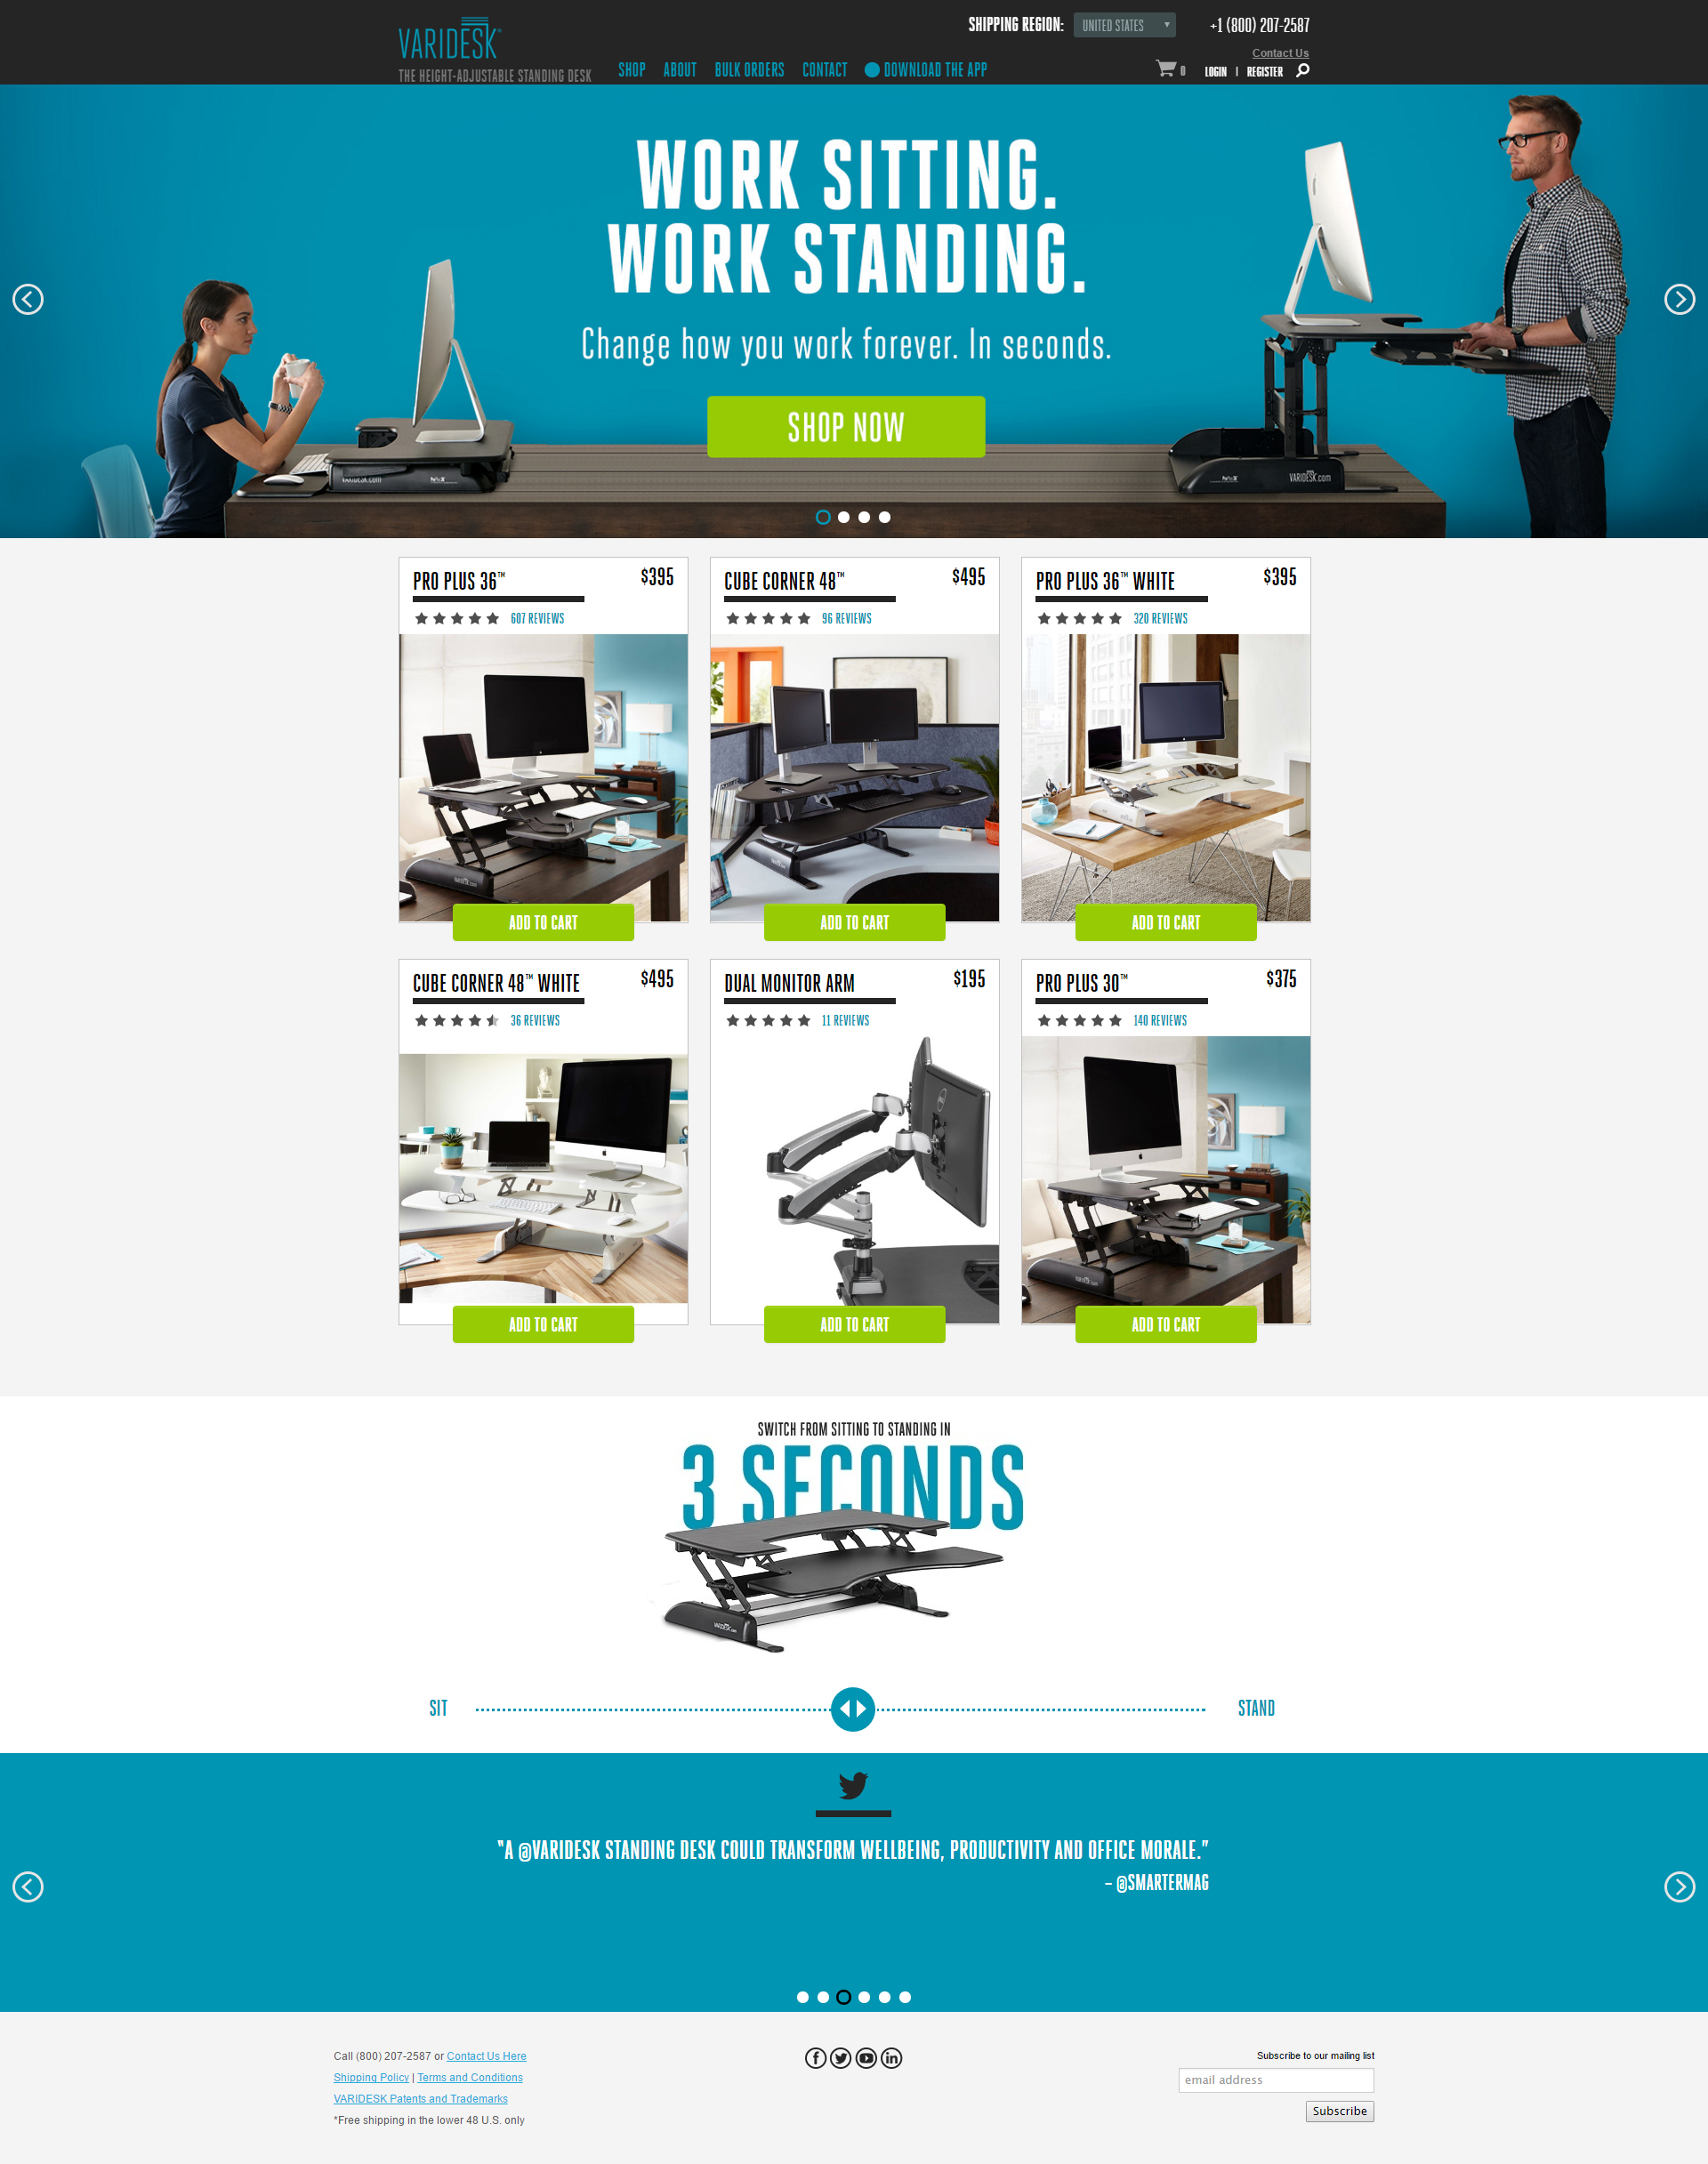 VARIDESK®
THE HEIGHT-ADJUSTABLE STANDING DESK
SHIPPING REGION:
UNITED STATES
+1 (800) 207-2587
Contact Us
SHOP ABOUT BULK ORDERS CONTACT DOWNLOAD THE APP
0
LOGIN | REGISTER
WORK SITTING.
WORK STANDING.
Change how you work forever. In seconds.
SHOP NOW
VARIDESK.com
VARIDESK.com
PRO PLUS 36™ $395
607 REVIEWS
ADD TO CART
CUBE CORNER 48™ $495
96 REVIEWS
ADD TO CART
PRO PLUS 36™ WHITE $395
320 REVIEWS
ADD TO CART
CUBE CORNER 48™ WHITE $495
36 REVIEWS
ADD TO CART
DUAL MONITOR ARM $195
11 REVIEWS
ADD TO CART
PRO PLUS 30™ $375
140 REVIEWS
ADD TO CART
SWITCH FROM SITTING TO STANDING IN
3 SECONDS
VARIDESK.com
SIT STAND
"A @VARIDESK STANDING DESK COULD TRANSFORM WELLBEING, PRODUCTIVITY AND OFFICE MORALE."
– @SMARTERMAG
Call (800) 207-2587 or Contact Us Here
Shipping Policy | Terms and Conditions
VARIDESK Patents and Trademarks
*Free shipping in the lower 48 U.S. only
Subscribe to our mailing list
email address
Subscribe